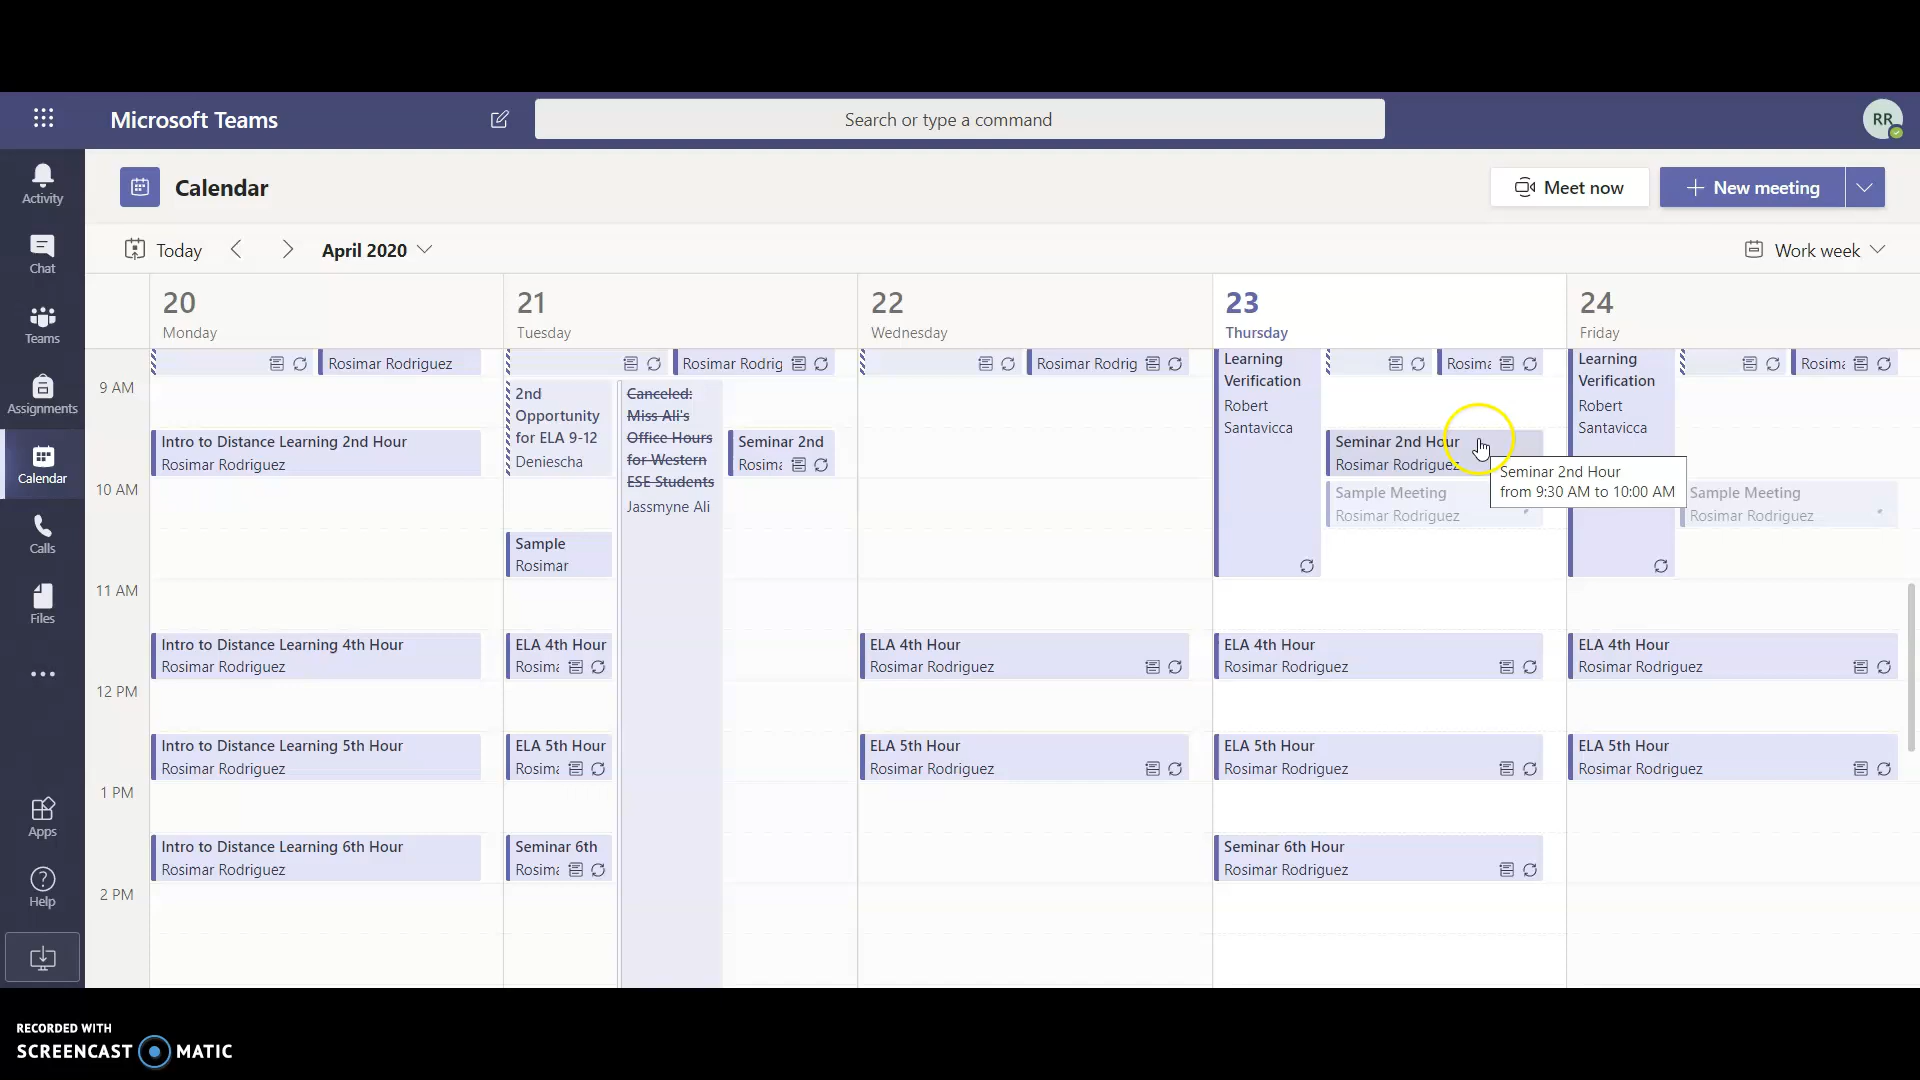 Microsoft Teams
Search or type a command
RR
Activity
Chat
Teams
Assignments
Calendar
Calls
Files
Apps
Help
Calendar
Meet now
New meeting
Today
April 2020
Work week
20
Monday
21
Tuesday
22
Wednesday
23
Thursday
24
Friday
9 AM
10 AM
11 AM
12 PM
1 PM
2 PM
Rosimar Rodriguez
Intro to Distance Learning 2nd Hour
Rosimar Rodriguez
Intro to Distance Learning 4th Hour
Rosimar Rodriguez
Intro to Distance Learning 5th Hour
Rosimar Rodriguez
Intro to Distance Learning 6th Hour
Rosimar Rodriguez
Rosimar Rodrig
2nd
Opportunity
for ELA 9-12
Deniescha
Canceled:
Miss Ali's
Office Hours
for Western
ESE Students
Jassmyne Ali
Seminar 2nd
Rosima
Sample
Rosimar
ELA 4th Hour
Rosima
ELA 5th Hour
Rosima
Seminar 6th
Rosima
Rosimar Rodrig
ELA 4th Hour
Rosimar Rodriguez
ELA 5th Hour
Rosimar Rodriguez
Learning
Verification
Robert
Santavicca
Rosima
Seminar 2nd Hour
Rosimar Rodriguez
Seminar 2nd Hour
from 9:30 AM to 10:00 AM
Sample Meeting
Rosimar Rodriguez
ELA 4th Hour
Rosimar Rodriguez
ELA 5th Hour
Rosimar Rodriguez
Seminar 6th Hour
Rosimar Rodriguez
Learning
Verification
Robert
Santavicca
Rosima
Sample Meeting
Rosimar Rodriguez
ELA 4th Hour
Rosimar Rodriguez
ELA 5th Hour
Rosimar Rodriguez
RECORDED WITH
SCREENCAST MATIC